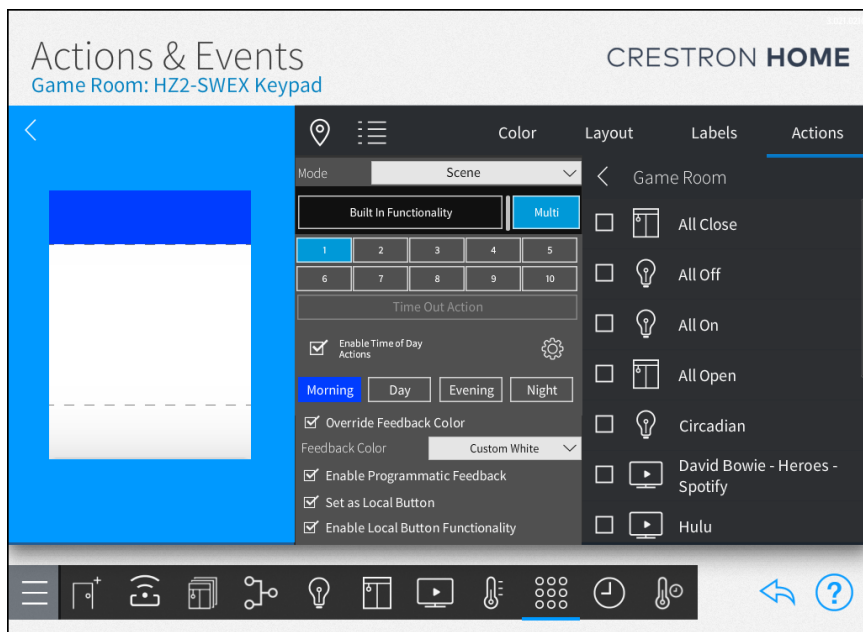 Actions & Events
Game Room: HZ2-SWEX Keypad
CRESTRON HOME
Color
Layout
Labels
Actions
Mode
Scene
Built In Functionality
Multi
1
2
3
4
5
6
7
8
9
10
Time Out Action
Enable Time of Day
Actions
Morning
Day
Evening
Night
Override Feedback Color
Feedback Color
Custom White
Enable Programmatic Feedback
Set as Local Button
Enable Local Button Functionality
Game Room
All Close
All Off
All On
All Open
Circadian
David Bowie - Heroes -
Spotify
Hulu
?